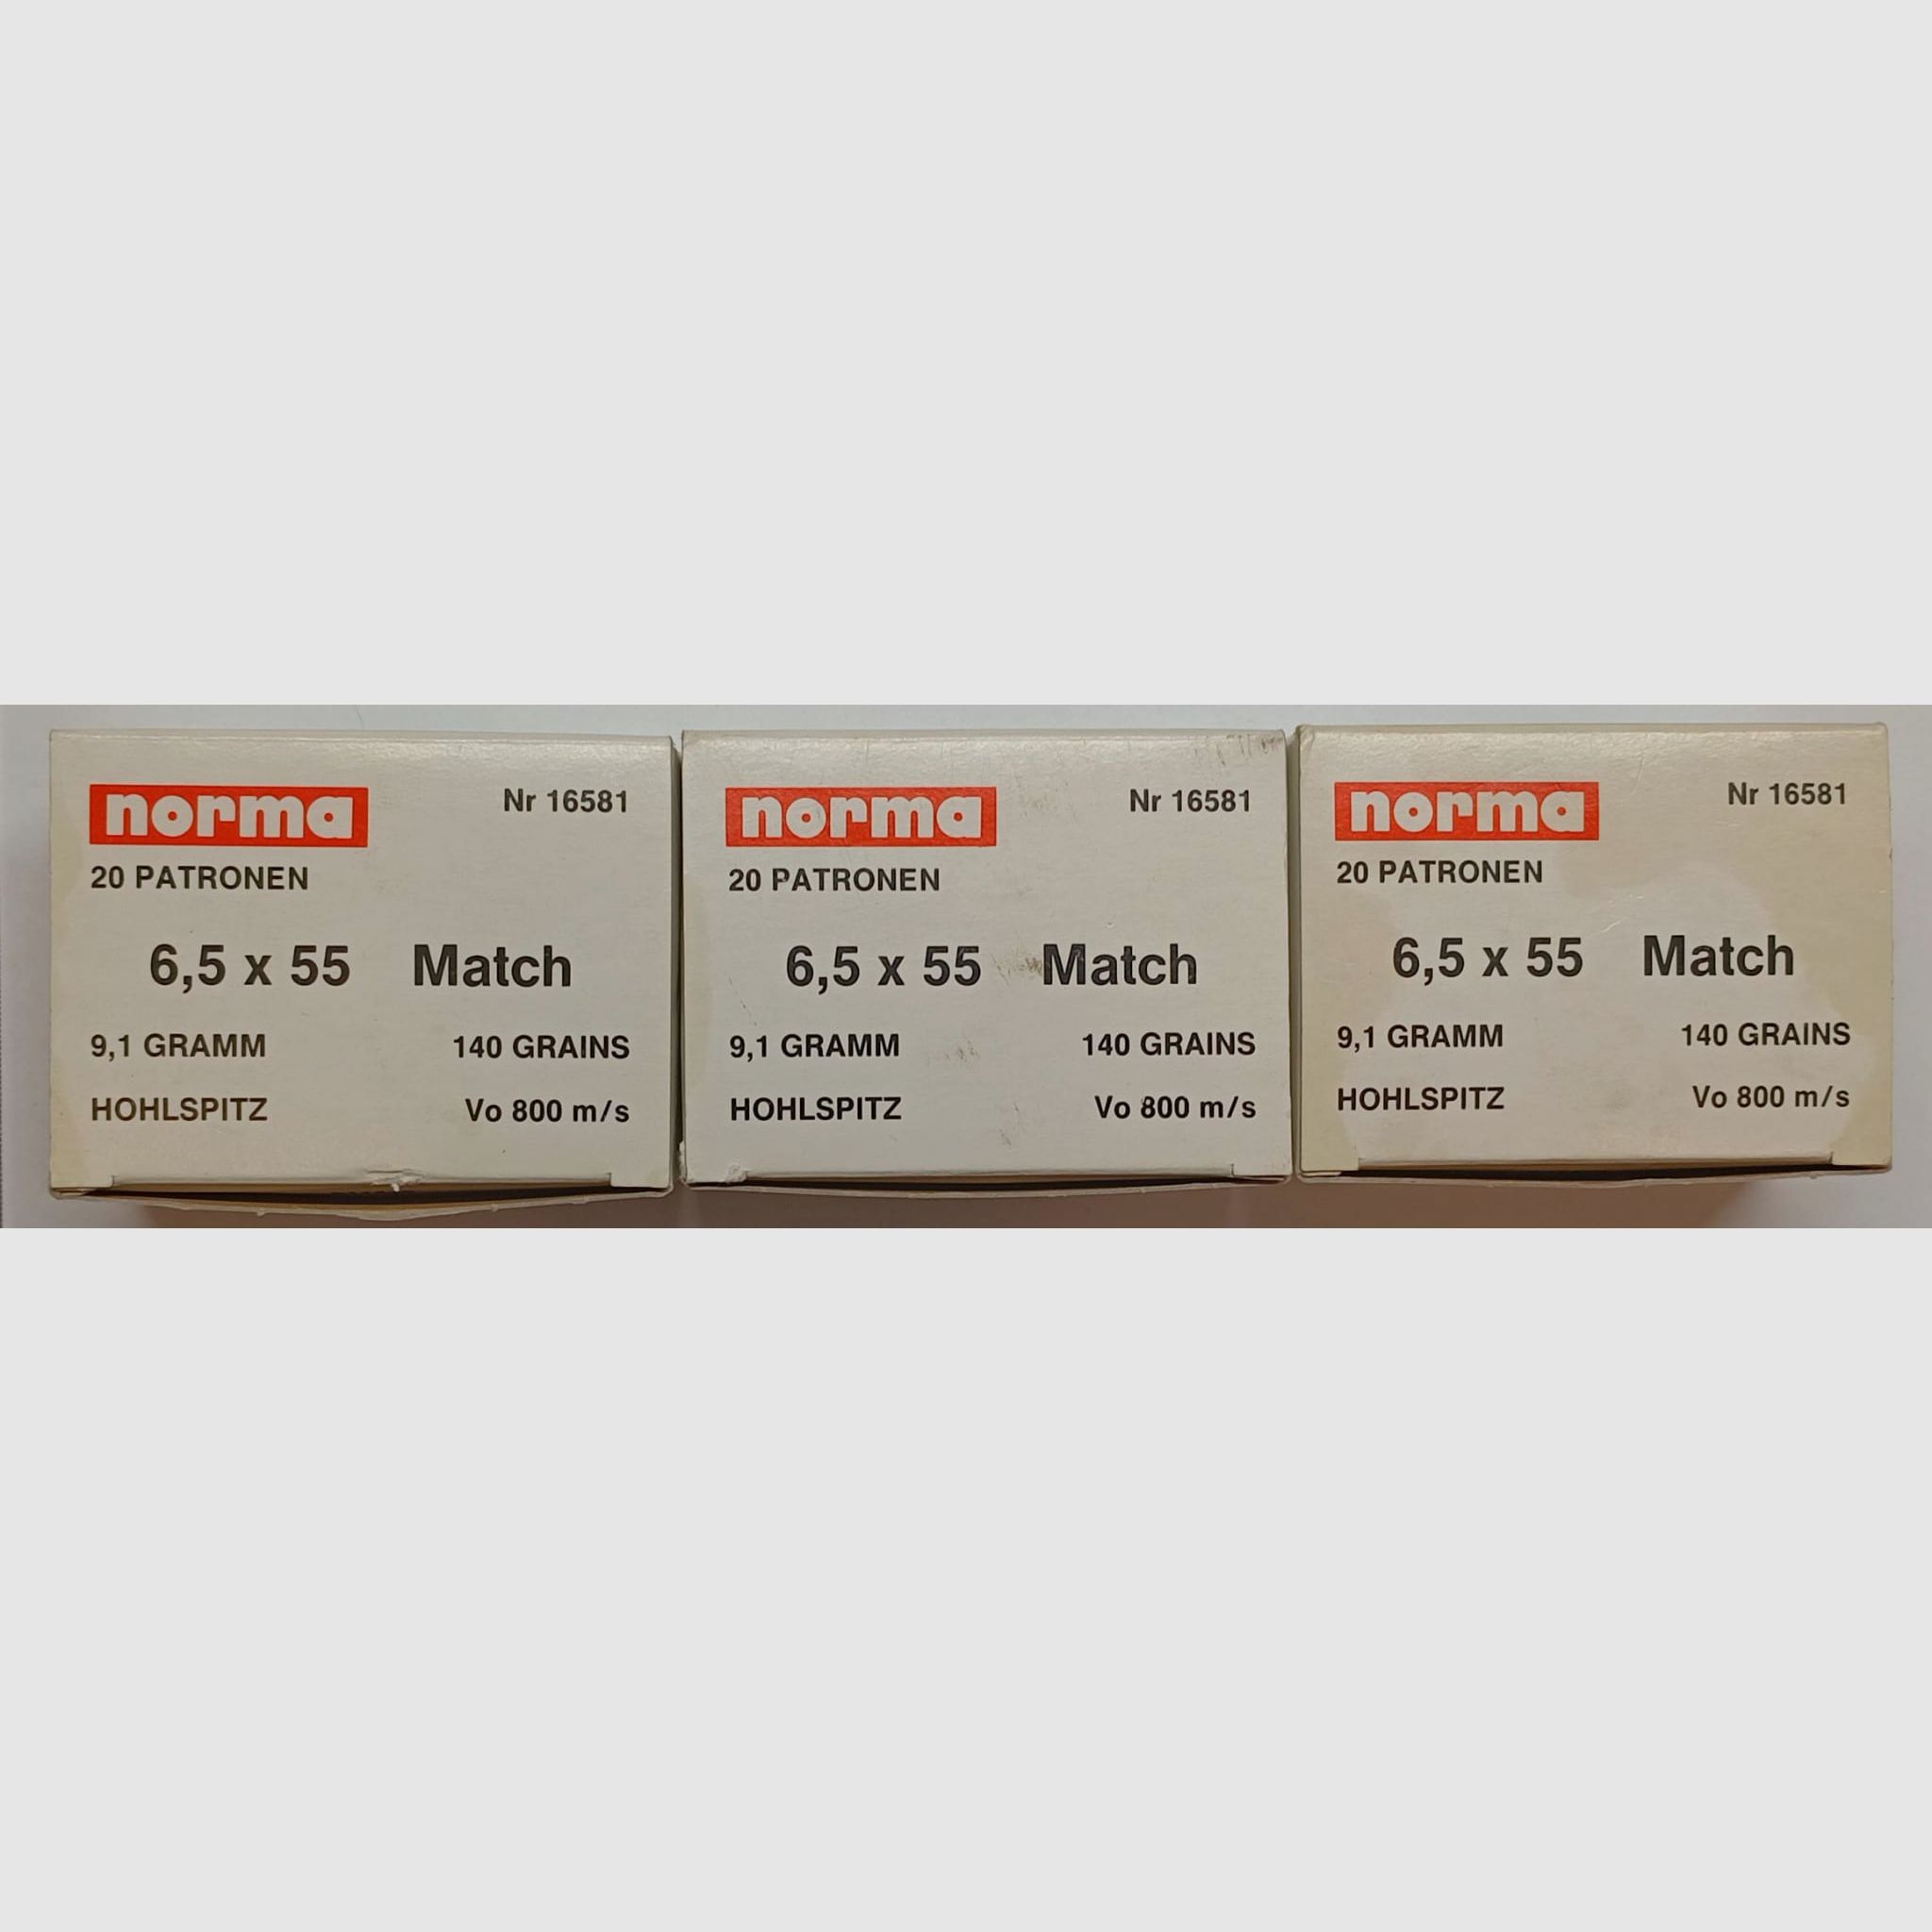 norma Nr 16581
20 PATRONEN
6,5 x 55 Match
9,1 GRAMM 140 GRAINS
HOHLSPITZ Vo 800 m/s
norma Nr 16581
20 PATRONEN
6,5 x 55 Match
9,1 GRAMM 140 GRAINS
HOHLSPITZ Vo 800 m/s
norma Nr 16581
20 PATRONEN
6,5 x 55 Match
9,1 GRAMM 140 GRAINS
HOHLSPITZ Vo 800 m/s